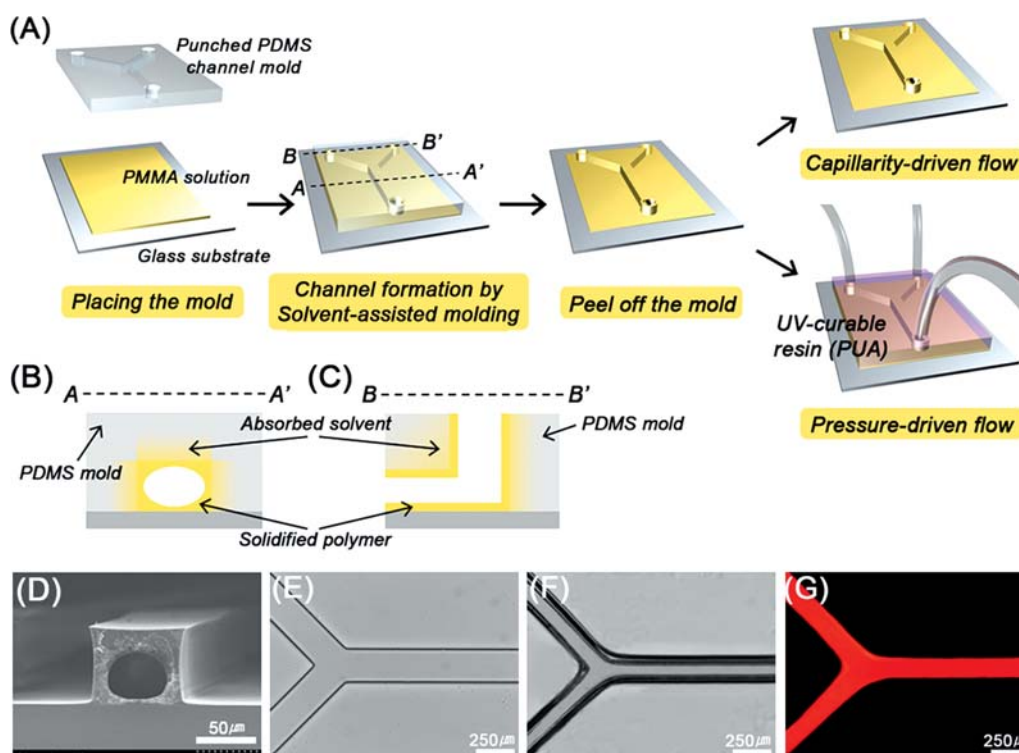 (A)
Punched PDMS
channel mold
PMMA solution
Glass substrate
B
B'
A
A'
Placing the mold
Channel formation by
Solvent-assisted molding
Peel off the mold
Capillarity-driven flow
UV-curable
resin (PUA)
Pressure-driven flow
(B)
A
A'
(C)
B
B'
Absorbed solvent
PDMS mold
PDMS mold
Solidified polymer
(D)
50㎛
(E)
250㎛
(F)
250㎛
(G)
250㎛